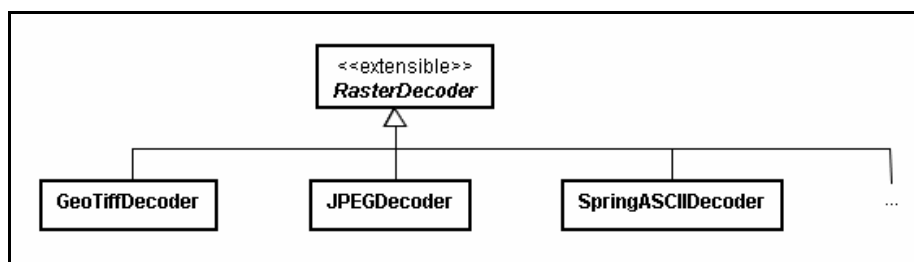 <<extensible>>
RasterDecoder
GeoTiffDecoder
JPEGDecoder
SpringASCIIDecoder
...